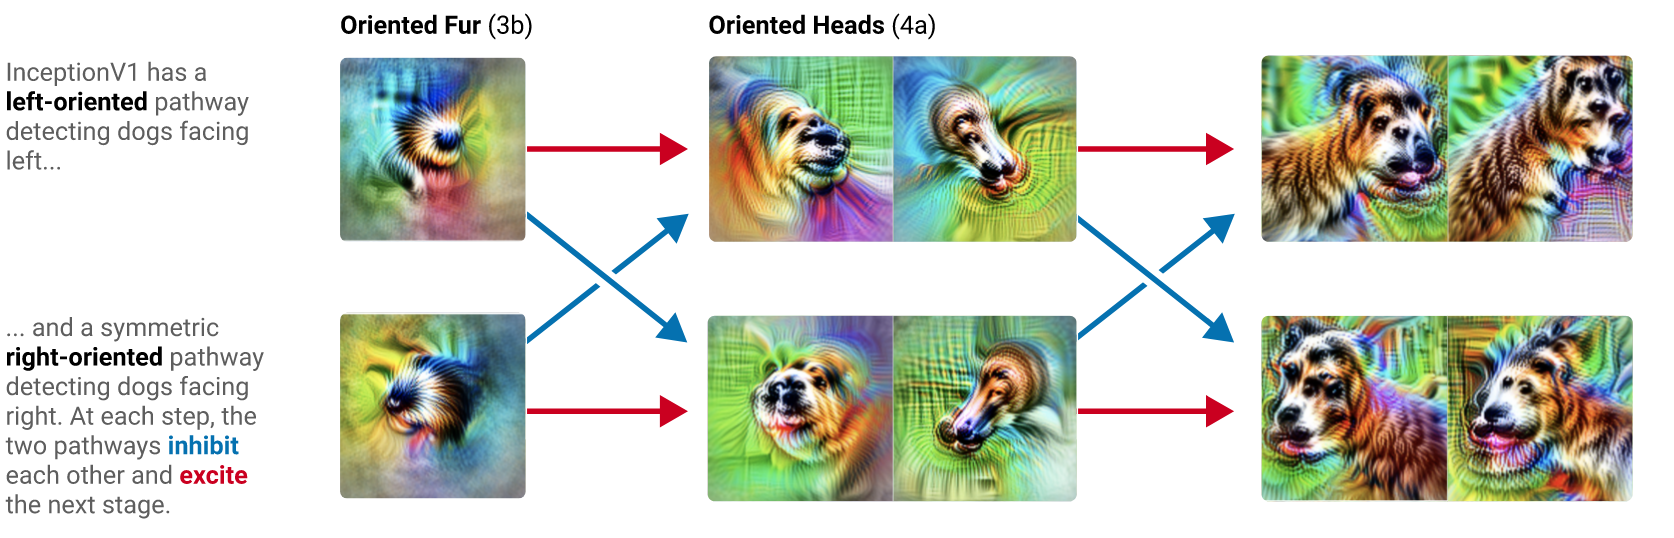 Oriented Fur (3b)
Oriented Heads (4a)
InceptionV1 has a
left-oriented pathway
detecting dogs facing
left...
... and a symmetric
right-oriented pathway
detecting dogs facing
right. At each step, the
two pathways inhibit
each other and excite
the next stage.